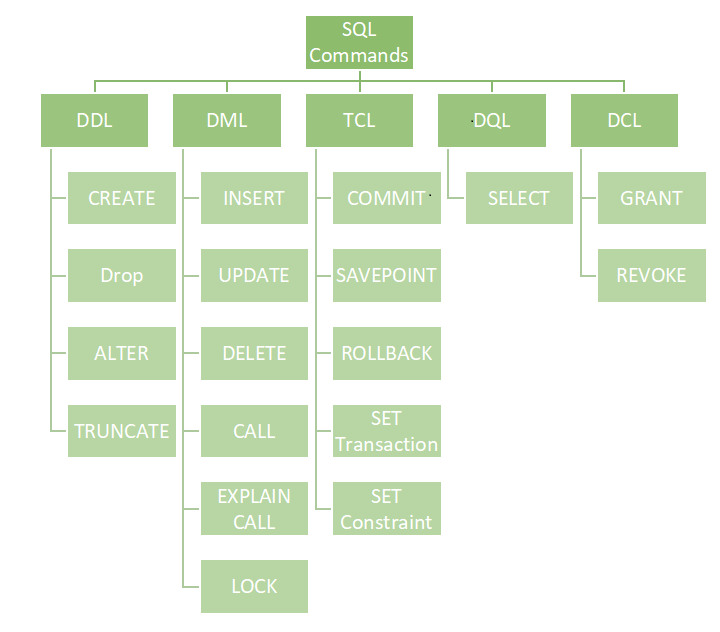 SQL
Commands
DDL
DML
TCL
DQL
DCL
CREATE
INSERT
COMMIT
SELECT
GRANT
Drop
UPDATE
SAVEPOINT
REVOKE
ALTER
DELETE
ROLLBACK
TRUNCATE
CALL
SET
Transaction
EXPLAIN
CALL
SET
Constraint
LOCK